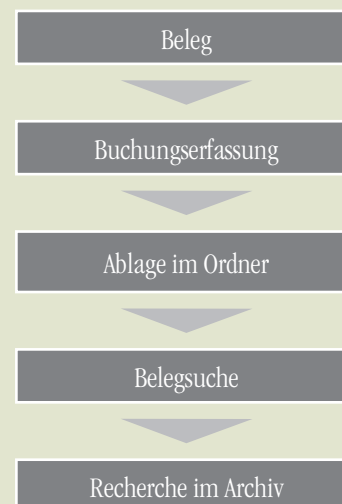 Beleg
Buchungserfassung
Ablage im Ordner
Belegsuche
Recherche im Archiv